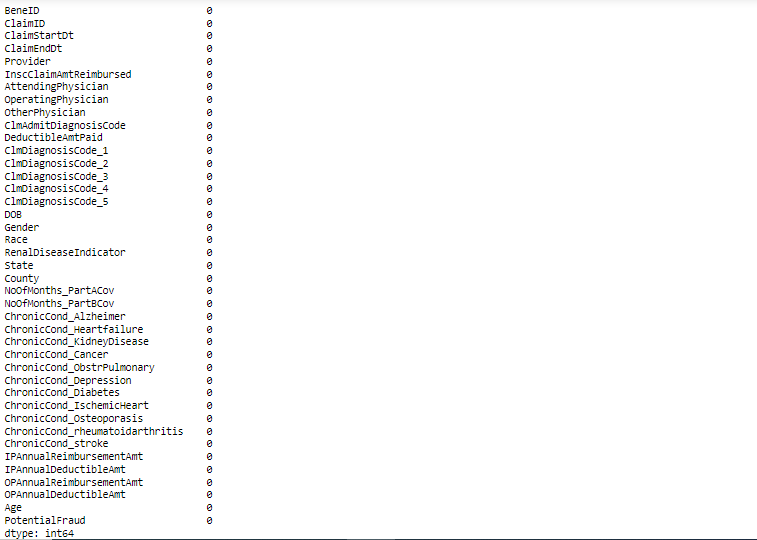 BeneID 0
ClaimID 0
ClaimStartDt 0
ClaimEndDt 0
Provider 0
InscClaimAmtReimbursed 0
AttendingPhysician 0
OperatingPhysician 0
OtherPhysician 0
ClmAdmitDiagnosisCode 0
DeductibleAmtPaid 0
ClmDiagnosisCode_1 0
ClmDiagnosisCode_2 0
ClmDiagnosisCode_3 0
ClmDiagnosisCode_4 0
ClmDiagnosisCode_5 0
DOB 0
Gender 0
Race 0
RenalDiseaseIndicator 0
State 0
County 0
NoOfMonths_PartACov 0
NoOfMonths_PartBCov 0
ChronicCond_Alzheimer 0
ChronicCond_Heartfailure 0
ChronicCond_KidneyDisease 0
ChronicCond_Cancer 0
ChronicCond_ObstrPulmonary 0
ChronicCond_Depression 0
ChronicCond_Diabetes 0
ChronicCond_IschemicHeart 0
ChronicCond_Osteoporasis 0
ChronicCond_rheumatoidarthritis 0
ChronicCond_stroke 0
IPAnnualReimbursementAmt 0
IPAnnualDeductibleAmt 0
OPAnnualReimbursementAmt 0
OPAnnualDeductibleAmt 0
Age 0
PotentialFraud 0
dtype: int64